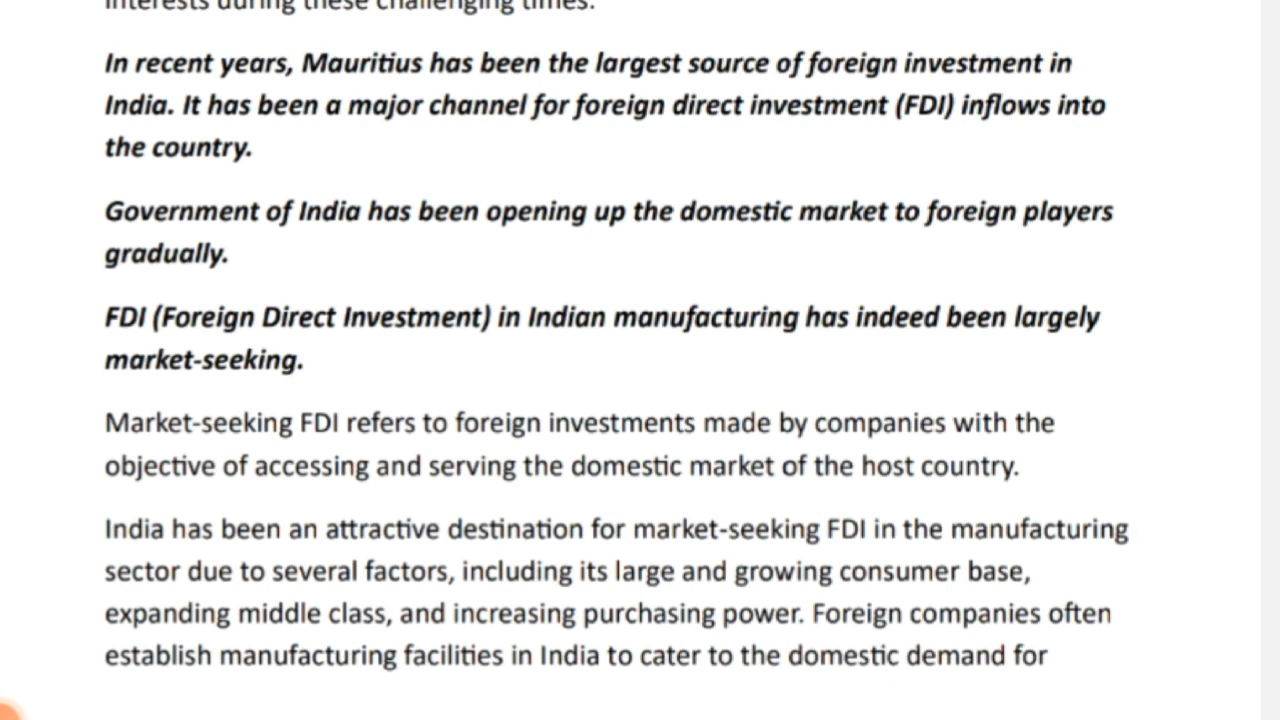 interests during these challenging times.
In recent years, Mauritius has been the largest source of foreign investment in
India. It has been a major channel for foreign direct investment (FDI) inflows into
the country.
Government of India has been opening up the domestic market to foreign players
gradually.
FDI (Foreign Direct Investment) in Indian manufacturing has indeed been largely
market-seeking.
Market-seeking FDI refers to foreign investments made by companies with the
objective of accessing and serving the domestic market of the host country.
India has been an attractive destination for market-seeking FDI in the manufacturing
sector due to several factors, including its large and growing consumer base,
expanding middle class, and increasing purchasing power. Foreign companies often
establish manufacturing facilities in India to cater to the domestic demand for